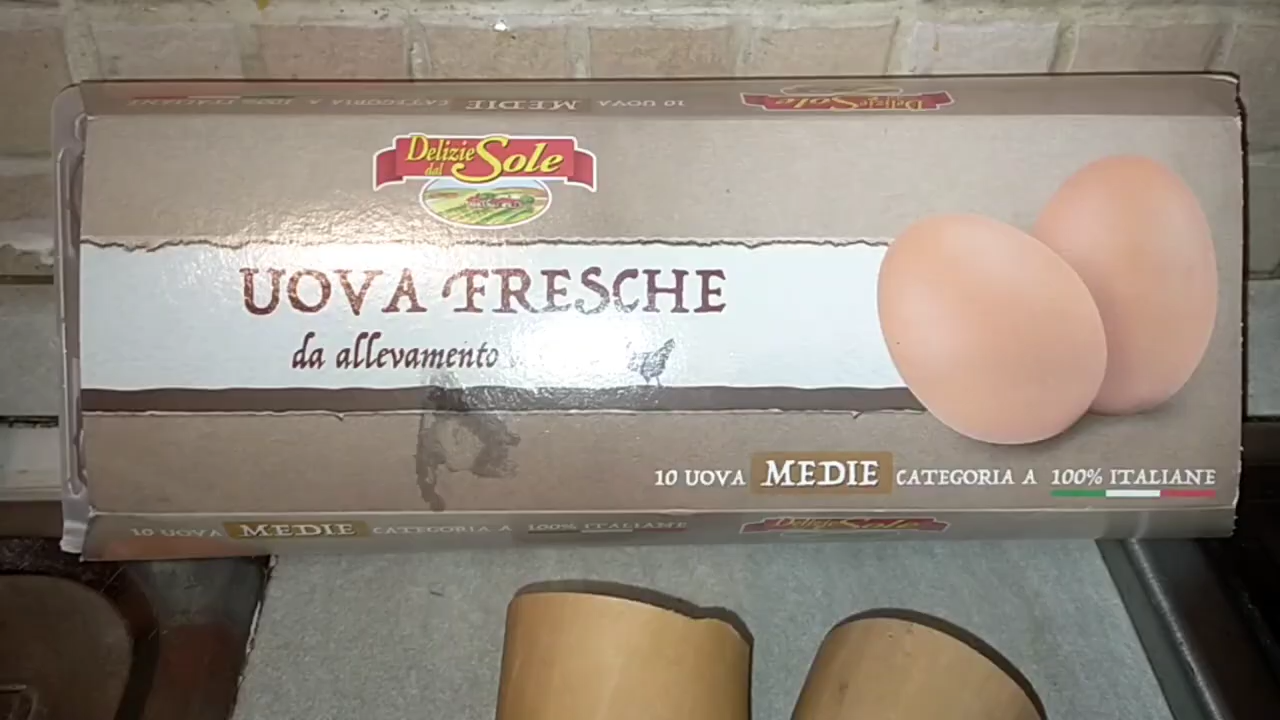 10 UOVA MEDIE CATEGORIA A 100% ITALIANE
Delizie dal Sole
Delizie
dal Sole
UOVA FRESCHE
da allevamento
10 UOVA MEDIE CATEGORIA A 100% ITALIANE
10 UOVA MEDIE CATEGORIA A 100% ITALIANE
Delizie dal Sole